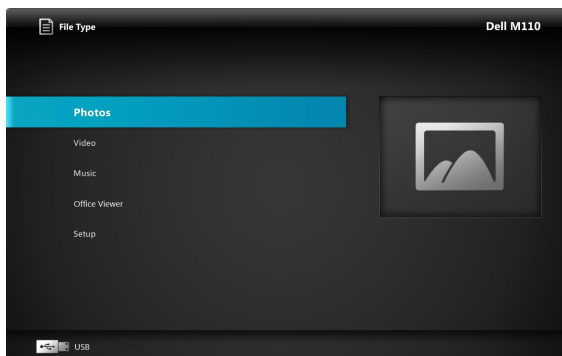 File Type
Dell M110
Photos
Video
Music
Office Viewer
Setup
USB